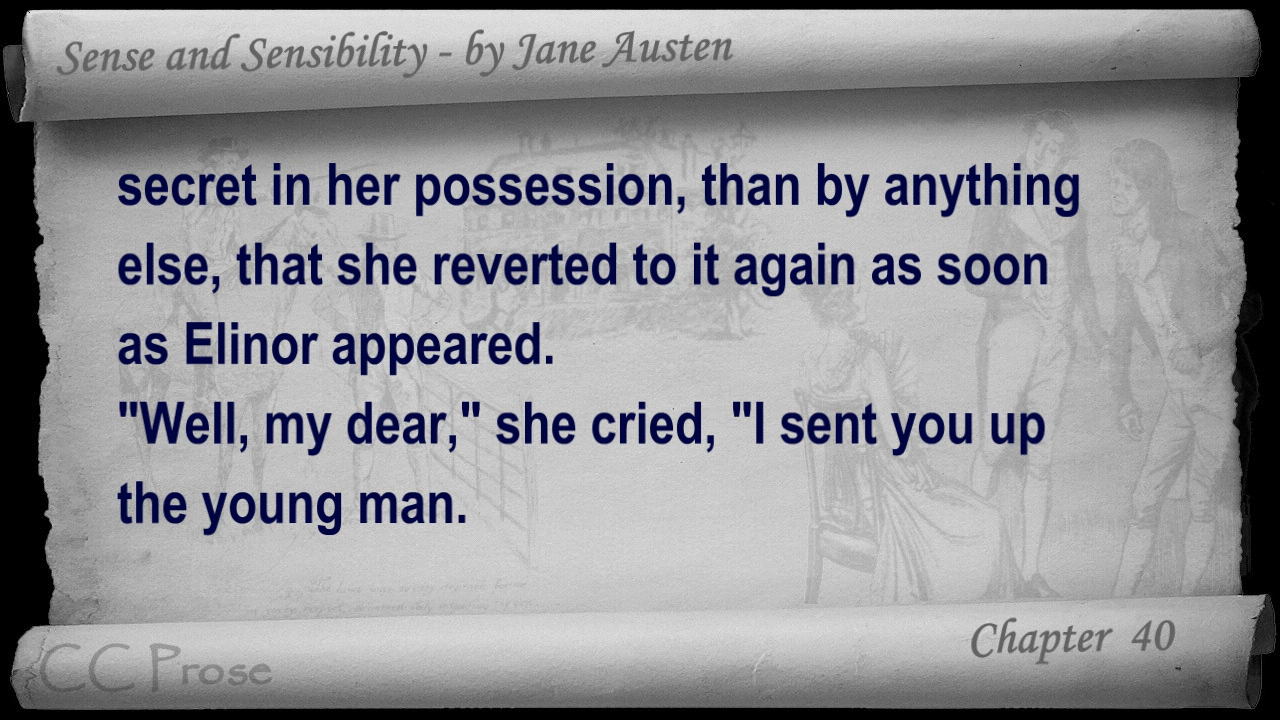 Sense and Sensibility - by Jane Austen
secret in her possession, than by anything
else, that she reverted to it again as soon
as Elinor appeared.
"Well, my dear," she cried, "I sent you up
the young man.
Chapter 40
CC Prose